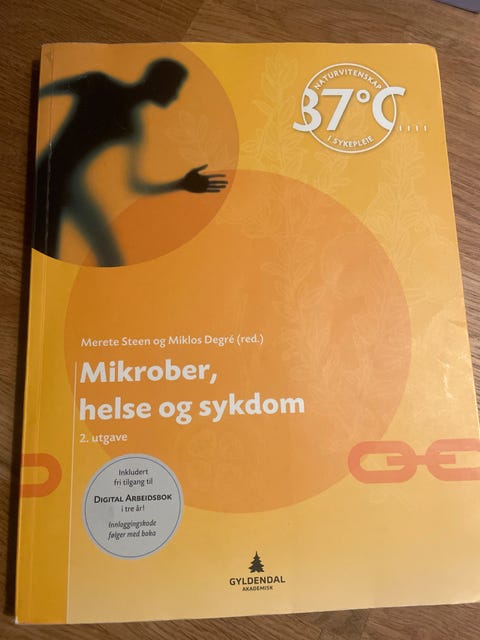 NATURVITENSKAP
37°C
I SYKEPLEIE
Merete Steen og Miklos Degré (red.)
Mikrober,
helse og sykdom
2. utgave
Inkludert
fri tilgang til
DIGITAL ARBEIDSBOK
i tre år!
Innloggingskode
følger med boka
GYLDENDAL
AKADEMISK